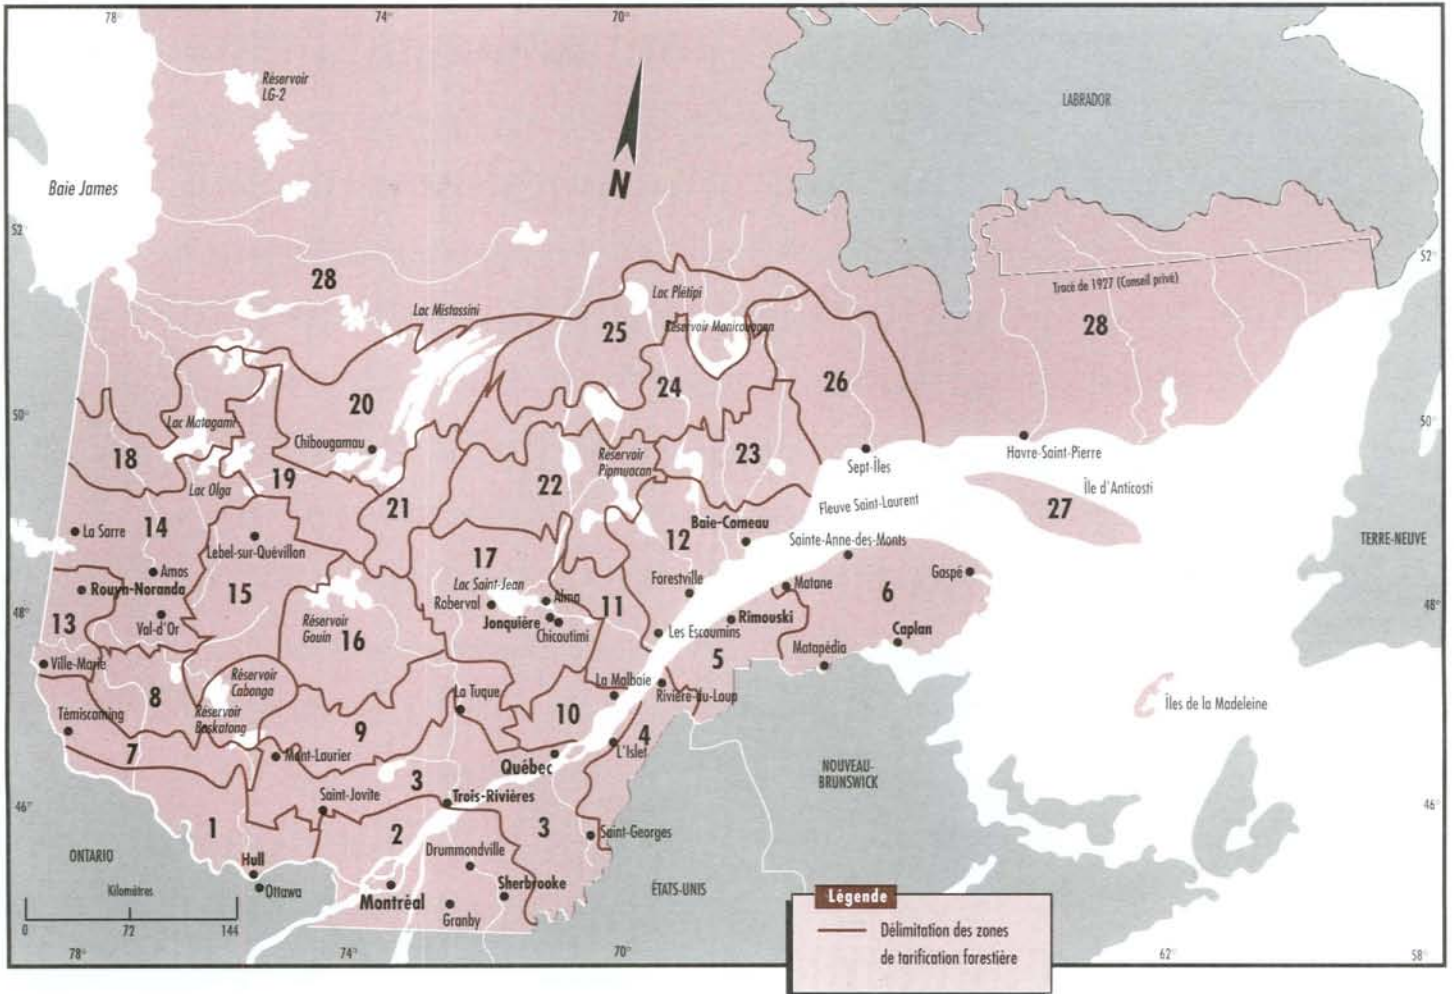 78°
74°
70°
Réservoir
LG-2
LABRADOR
N
Baie James
52°
52°
28
Lac Mistassini
Lac Plétipi
Tracé de 1927 (Conseil privé)
25
Réservoir Manicouagan
28
24
26
20
50°
50°
Lac Matagami
Chibougamau
18
23
Réservoir
Pipmuacan
Havre-Saint-Pierre
Sept-Îles
Lac Olga
19
22
Île d'Anticosti
21
Fleuve Saint-Laurent
27
La Sarre
14
Baie-Comeau
12
Sainte-Anne-des-Monts
TERRE-NEUVE
Lebel-sur-Quévillon
17
Amos
Lac Saint-Jean
Forestville
Gaspé
Rouyn-Noranda
15
Matane
6
Roberval
Alma
11
48°
48°
13
Val-d'Or
Réservoir
Gouin
16
Jonquière
Chicoutimi
Rimouski
Les Escoumins
Caplan
Matapédia
5
Ville-Marie
Réservoir
Cabonga
La Malbaie
8
La Tuque
Rivière-du-Loup
Îles de la Madeleine
Témiscaming
Réservoir
Baskatong
10
9
4
7
Mont-Laurier
L'Islet
Québec
NOUVEAU-
BRUNSWICK
3
Saint-Jovite
Trois-Rivières
46°
46°
1
2
3
Saint-Georges
Drummondville
ONTARIO
Hull
Ottawa
Sherbrooke
ÉTATS-UNIS
Kilomètres
Montréal
Granby
0
72
144
Légende
Délimitation des zones
de tarification forestière
78°
74°
70°
62°
58°